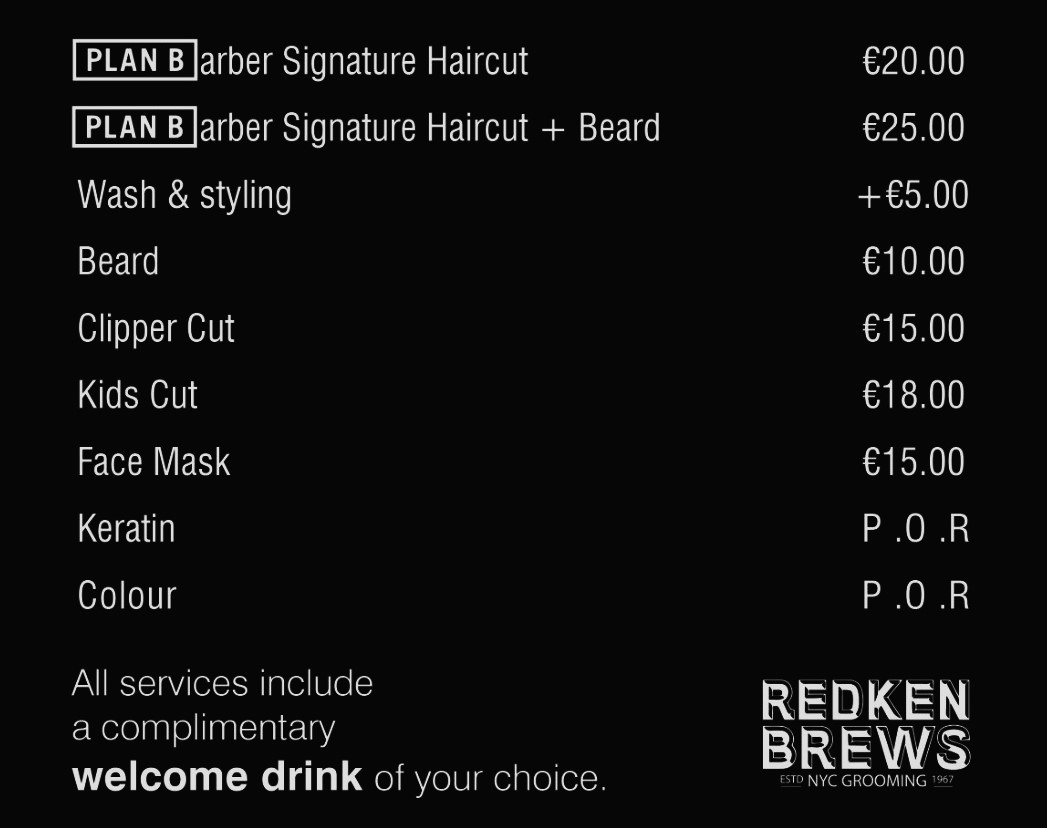 PLAN Barber Signature Haircut €20.00
PLAN Barber Signature Haircut + Beard €25.00
Wash & styling +€5.00
Beard €10.00
Clipper Cut €15.00
Kids Cut €18.00
Face Mask €15.00
Keratin P .O .R
Colour P .O .R
All services include
a complimentary
welcome drink of your choice.
REDKEN
BREWS
ESTD NYC GROOMING 1967